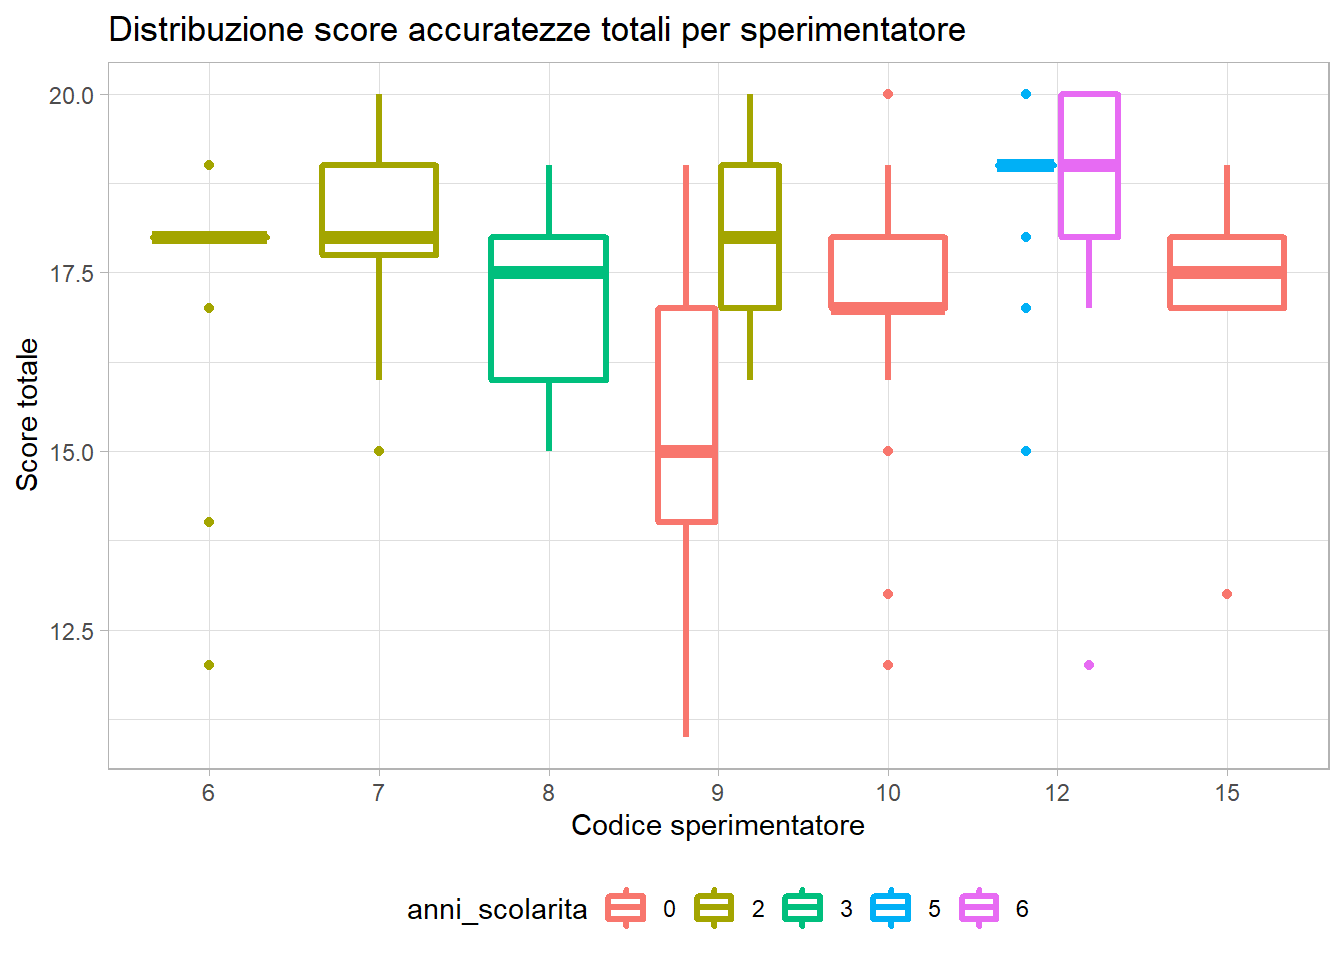 Distribuzione score accuratezze totali per sperimentatore
20.0
17.5
15.0
12.5
Score totale
6 7 8 9 10 12 15
Codice sperimentatore
anni_scolarita 0 2 3 5 6